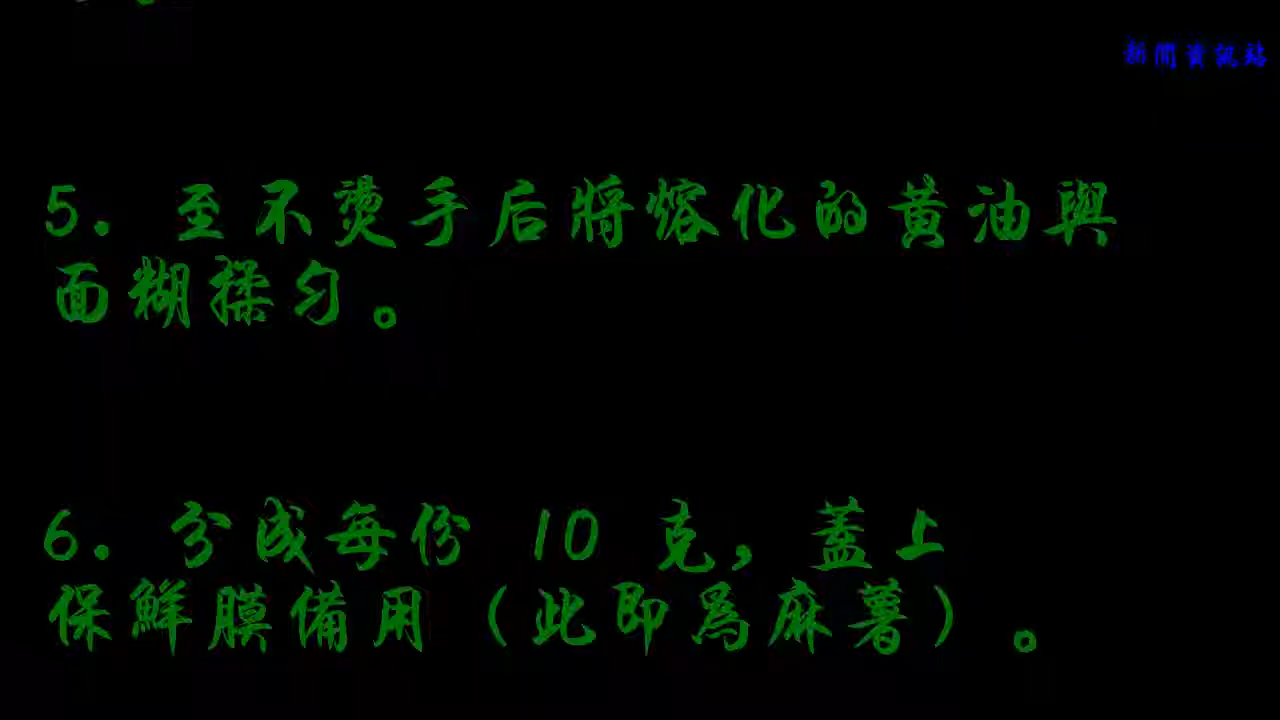 新聞資訊站
5. 至不燙手后將熔化的黃油與
面糊揉勻。
6. 分成每份 10 克, 蓋上
保鮮膜備用 (此即爲麻薯) 。